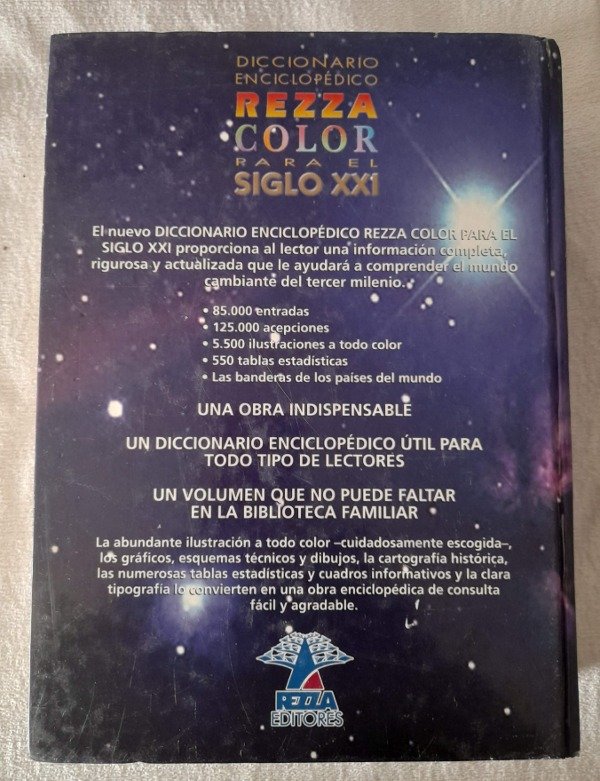 DICCIONARIO
ENCICLOPÉDICO
REZZA
COLOR
PARA EL
SIGLO XXI
El nuevo DICCIONARIO ENCICLOPÉDICO REZZA COLOR PARA EL
SIGLO XXI proporciona al lector una información completa,
rigurosa y actualizada que le ayudará a comprender el mundo
cambiante del tercer milenio.
• 85.000 entradas
• 125.000 acepciones
• 5.500 ilustraciones a todo color
• 550 tablas estadísticas
• Las banderas de los países del mundo
UNA OBRA INDISPENSABLE
UN DICCIONARIO ENCICLOPÉDICO ÚTIL PARA
TODO TIPO DE LECTORES
UN VOLUMEN QUE NO PUEDE FALTAR
EN LA BIBLIOTECA FAMILIAR
La abundante ilustración a todo color –cuidadosamente escogida–,
los gráficos, esquemas técnicos y dibujos, la cartografía histórica,
las numerosas tablas estadísticas y cuadros informativos y la clara
tipografía lo convierten en una obra enciclopédica de consulta
fácil y agradable.
REZZA
EDITORES